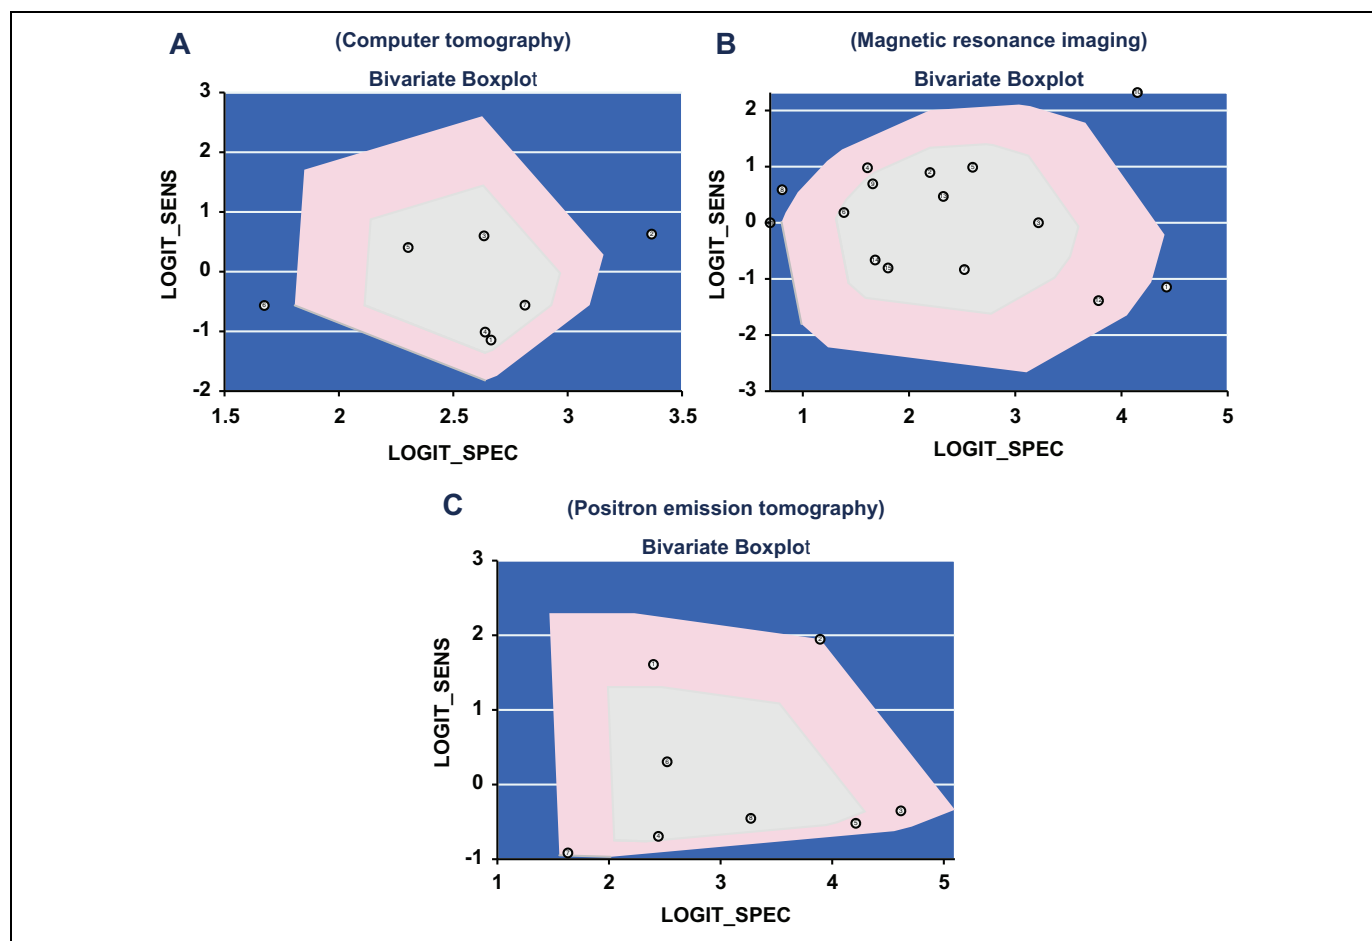 A
(Computer tomography)
Bivariate Boxplot
3
2
1
0
-1
-2
LOGIT_SENS
1.5 2 2.5 3 3.5
LOGIT_SPEC
B
(Magnetic resonance imaging)
Bivariate Boxplot
2
1
0
-1
-2
-3
LOGIT_SENS
1 2 3 4 5
LOGIT_SPEC
C
(Positron emission tomography)
Bivariate Boxplot
3
2
1
0
-1
LOGIT_SENS
1 2 3 4 5
LOGIT_SPEC